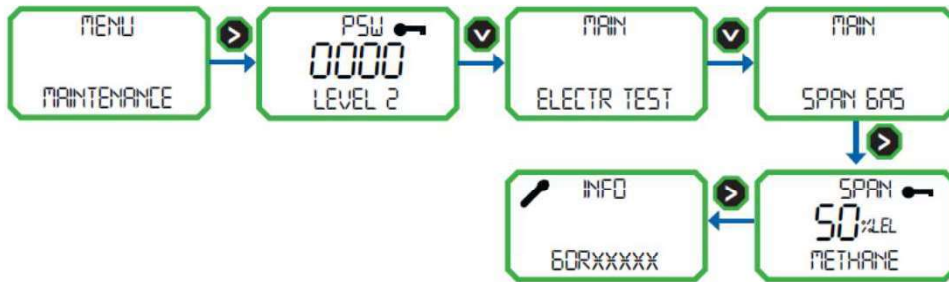 MENU
MAINTENANCE
PSW
0000
LEVEL 2
MAIN
ELECTR TEST
MAIN
SPAN GAS
SPAN
50 %LEL
METHANE
INFO
GORXXXXX